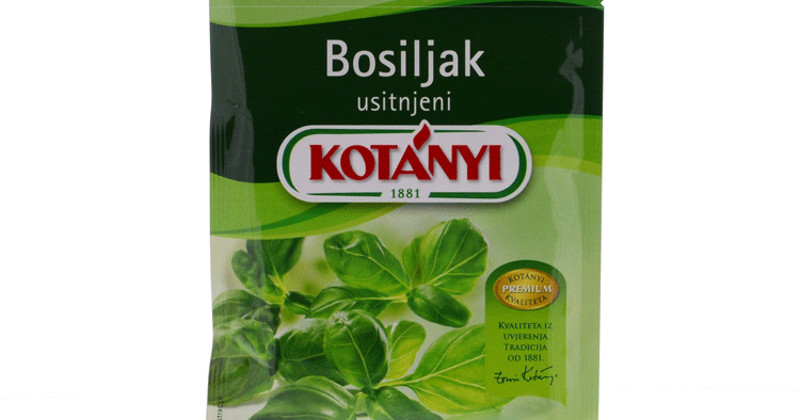 Bosiljak
usitnjeni
KOTÁNYI
1881
KOTÁNYI
PREMIUM
KVALITETA
KVALITETA IZ
UVJERENJA.
TRADICIJA
OD 1881.